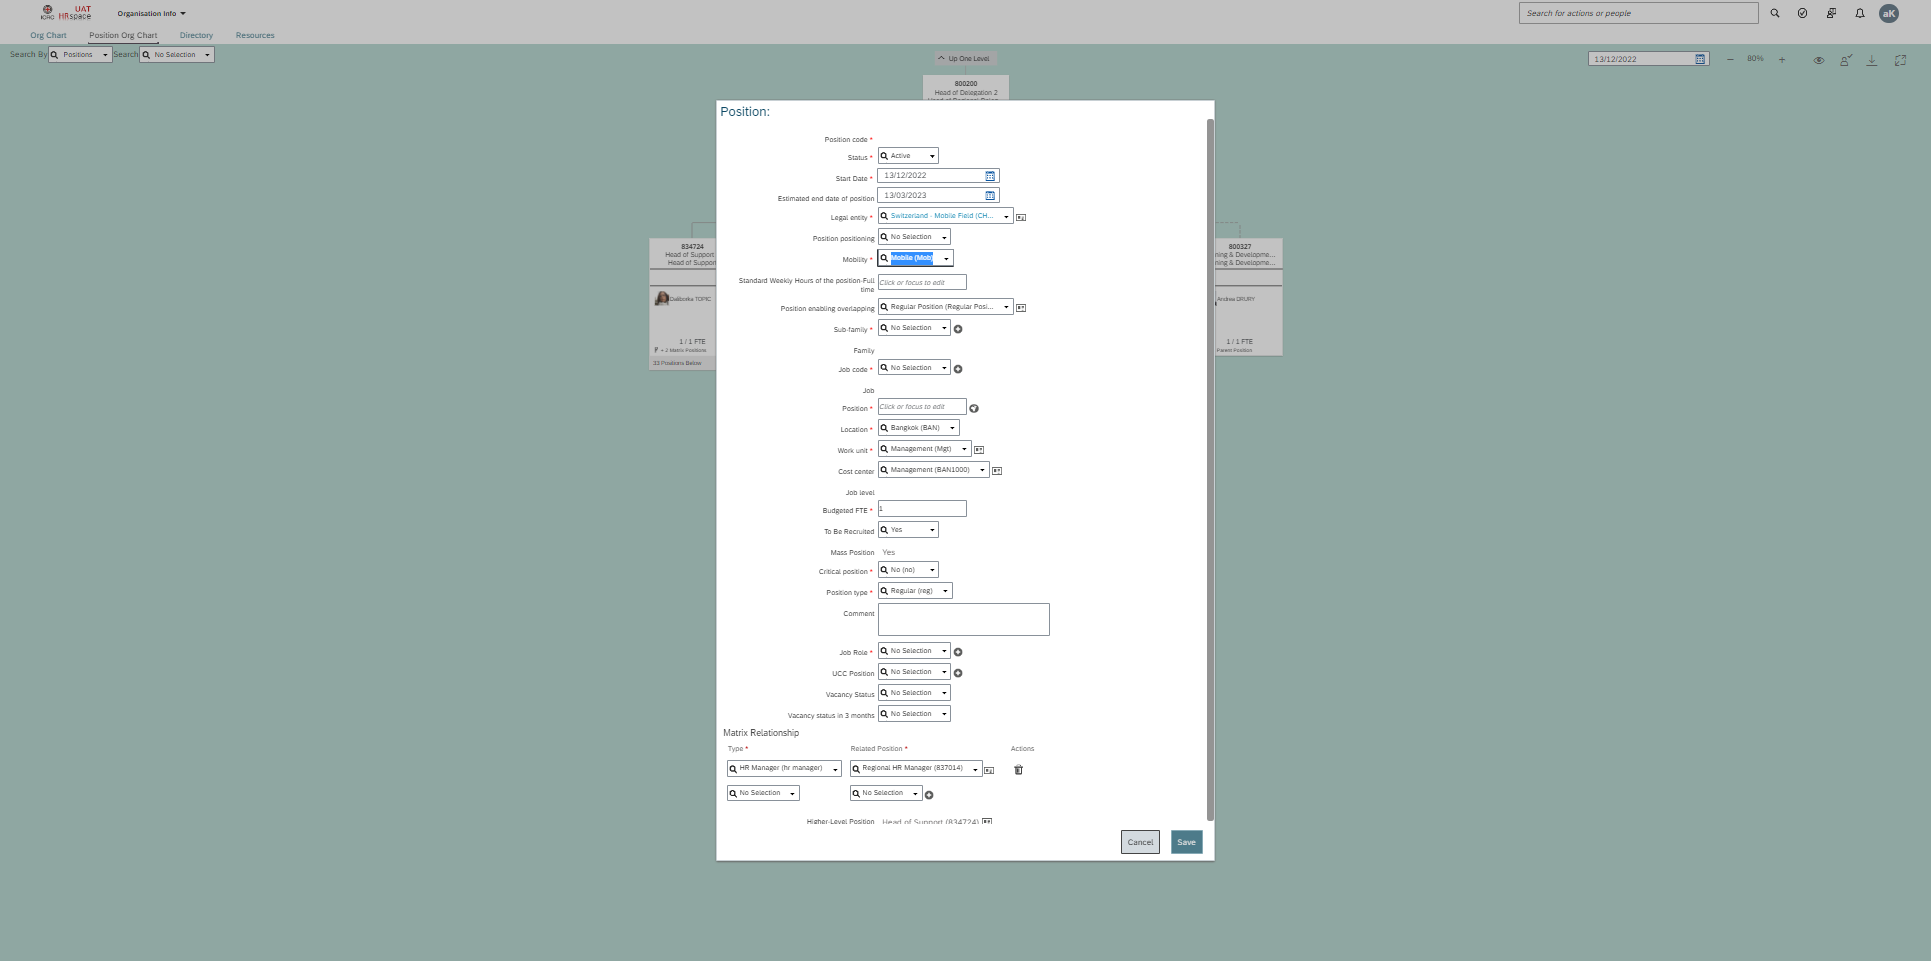 ICRC
UAT
HRspace
Organisation Info
Search for actions or people
aK
Org Chart
Position Org Chart
Directory
Resources
Search By
Positions
Search
No Selection
Up One Level
13/12/2022
80%
800200
Head of Delegation 2
834724
Head of Support
Head of Support
Daliborka TOPIC
1 / 1 FTE
+ 2 Matrix Positions
33 Positions Below
800327
ning & Developme...
ning & Developme...
Andrea DRURY
1 / 1 FTE
Parent Position
Position:
Position code *
Status * Active
Start Date * 13/12/2022
Estimated end date of position 13/03/2023
Legal entity * Switzerland - Mobile Field (CH...
Position positioning No Selection
Mobility * Mobile (Mob)
Standard Weekly Hours of the position-Full
time
Click or focus to edit
Position enabling overlapping Regular Position (Regular Posi...
Sub-family * No Selection
Family
Job code * No Selection
Job
Position * Click or focus to edit
Location * Bangkok (BAN)
Work unit * Management (Mgt)
Cost center Management (BAN1000)
Job level
Budgeted FTE * 1
To Be Recruited Yes
Mass Position Yes
Critical position * No (no)
Position type * Regular (reg)
Comment
Job Role * No Selection
UCC Position No Selection
Vacancy Status No Selection
Vacancy status in 3 months No Selection
Matrix Relationship
Type * Related Position * Actions
HR Manager (hr manager) Regional HR Manager (837014)
No Selection No Selection
Higher-Level Position Head of Support (834724)
Cancel Save